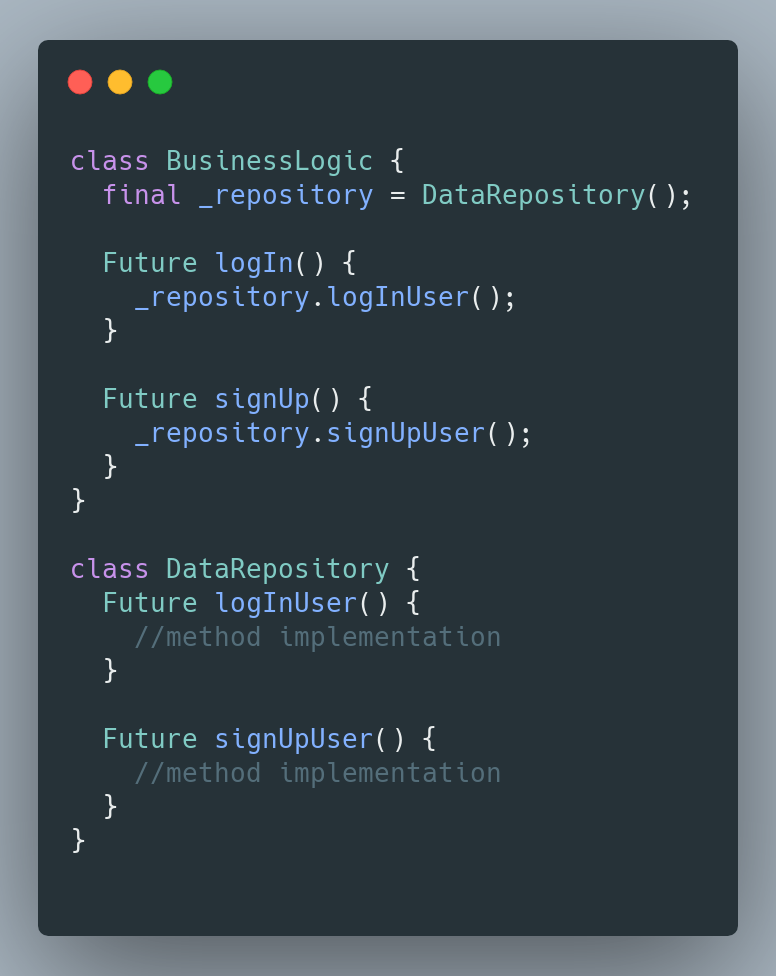 class BusinessLogic {
  final _repository = DataRepository();

  Future logIn() {
    _repository.logInUser();
  }

  Future signUp() {
    _repository.signUpUser();
  }
}

class DataRepository {
  Future logInUser() {
    //method implementation
  }

  Future signUpUser() {
    //method implementation
  }
}